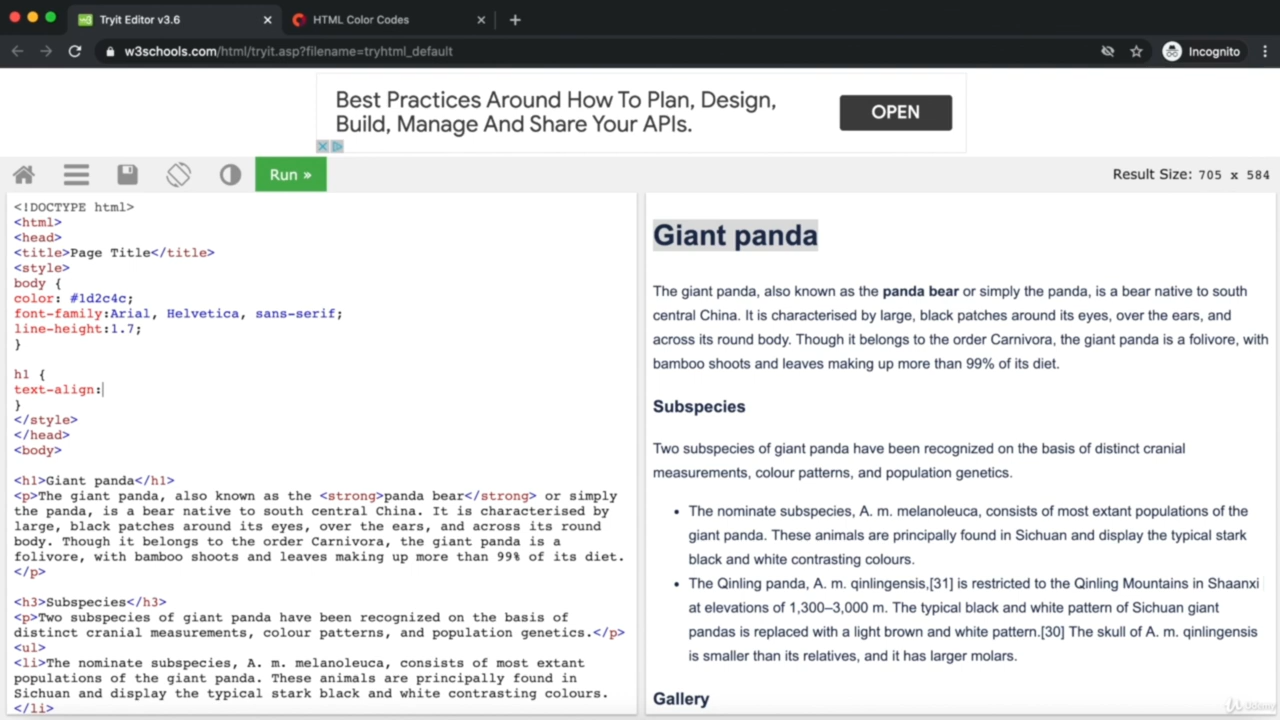 Tryit Editor v3.6
HTML Color Codes
w3schools.com/html/tryit.asp?filename=tryhtml_default
Incognito
Best Practices Around How To Plan, Design,
Build, Manage And Share Your APIs.
OPEN
Run »
Result Size: 705 x 584
<!DOCTYPE html>
<html>
<head>
<title>Page Title</title>
<style>
body {
color: #1d2c4c;
font-family:Arial, Helvetica, sans-serif;
line-height:1.7;
}
h1 {
text-align:
}
</style>
</head>
<body>
<h1>Giant panda</h1>
<p>The giant panda, also known as the <strong>panda bear</strong> or simply
the panda, is a bear native to south central China. It is characterised by
large, black patches around its eyes, over the ears, and across its round
body. Though it belongs to the order Carnivora, the giant panda is a
folivore, with bamboo shoots and leaves making up more than 99% of its diet.
</p>
<h3>Subspecies</h3>
<p>Two subspecies of giant panda have been recognized on the basis of
distinct cranial measurements, colour patterns, and population genetics.</p>
<ul>
<li>The nominate subspecies, A. m. melanoleuca, consists of most extant
populations of the giant panda. These animals are principally found in
Sichuan and display the typical stark black and white contrasting colours.
</li>
Giant panda
The giant panda, also known as the panda bear or simply the panda, is a bear native to south
central China. It is characterised by large, black patches around its eyes, over the ears, and
across its round body. Though it belongs to the order Carnivora, the giant panda is a folivore, with
bamboo shoots and leaves making up more than 99% of its diet.
Subspecies
Two subspecies of giant panda have been recognized on the basis of distinct cranial
measurements, colour patterns, and population genetics.
• The nominate subspecies, A. m. melanoleuca, consists of most extant populations of the
giant panda. These animals are principally found in Sichuan and display the typical stark
black and white contrasting colours.
• The Qinling panda, A. m. qinlingensis,[31] is restricted to the Qinling Mountains in Shaanxi
at elevations of 1,300–3,000 m. The typical black and white pattern of Sichuan giant
pandas is replaced with a light brown and white pattern.[30] The skull of A. m. qinlingensis
is smaller than its relatives, and it has larger molars.
Gallery
Udemy